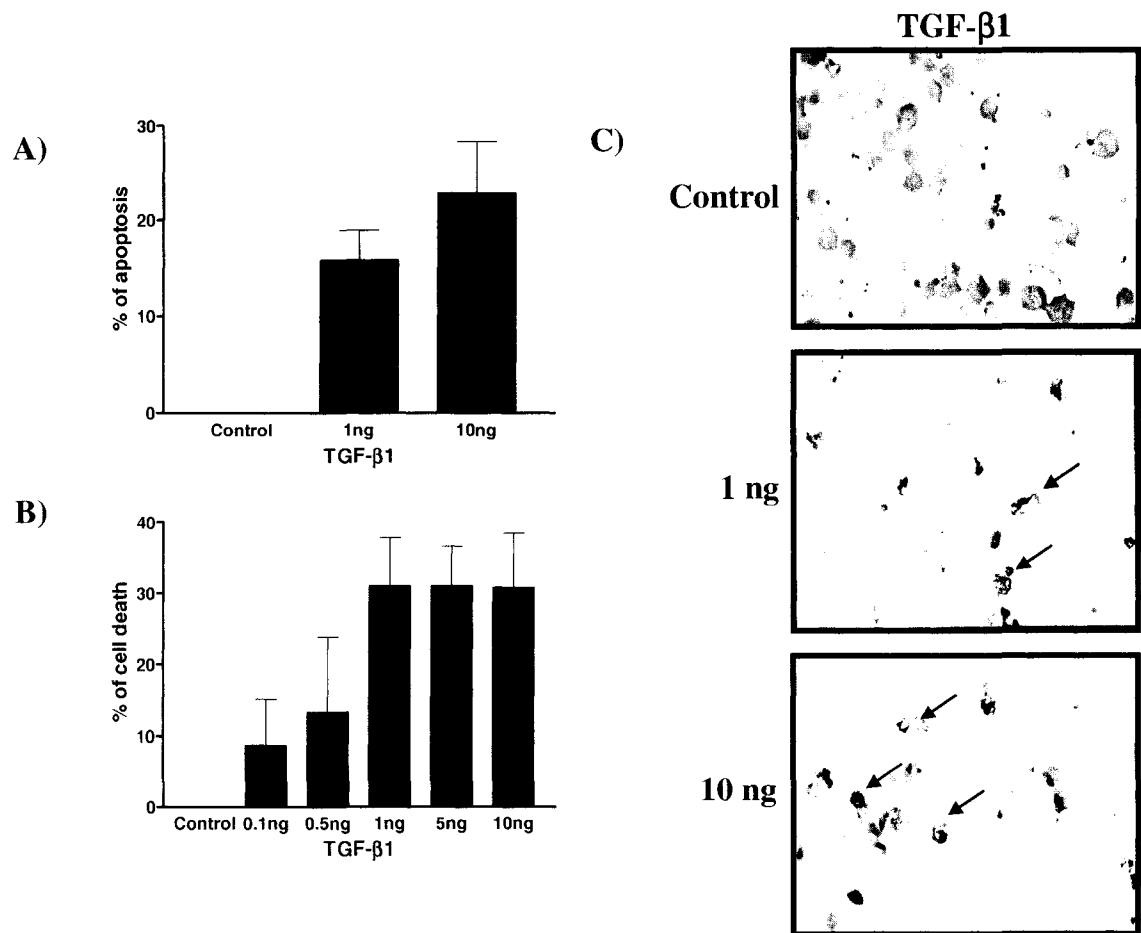 A)
% of apoptosis
30
20
10
0
Control 1ng 10ng
TGF-β1
B)
% of cell death
40
30
20
10
0
Control 0.1ng 0.5ng 1ng 5ng 10ng
TGF-β1
C)
TGF-β1
Control
1 ng
10 ng